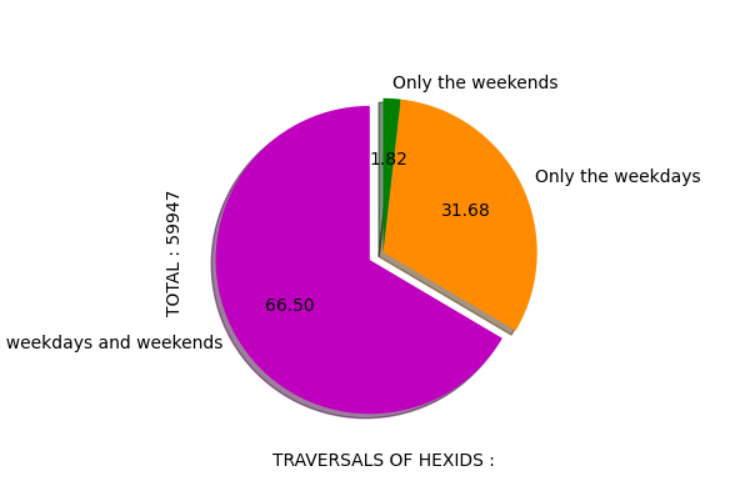 Only the weekends
1.82
Only the weekdays
31.68
TOTAL : 59947
66.50
weekdays and weekends
TRAVERSALS OF HEXIDS :